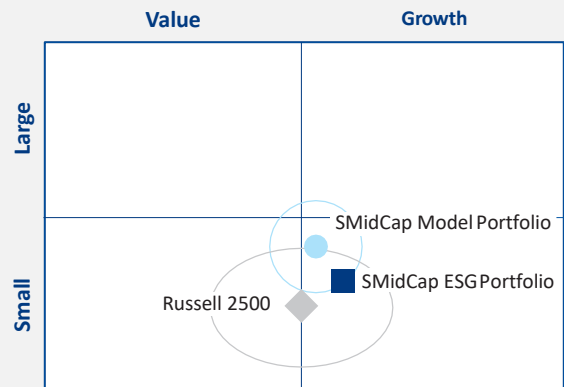 Value
Growth
Large
SMidCap Model Portfolio
SMidCap ESG Portfolio
Russell 2500
Small